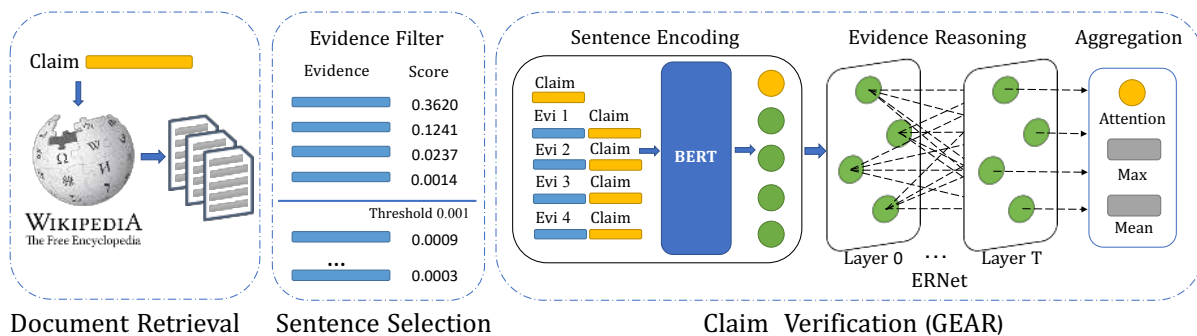 Claim
WIKIPEDIA
The Free Encyclopedia
Document Retrieval
Evidence Filter
Evidence Score
0.3620
0.1241
0.0237
0.0014
Threshold 0.001
0.0009
...
0.0003
Sentence Selection
Sentence Encoding
Claim
Evi 1 Claim
Evi 2 Claim
Evi 3 Claim
Evi 4 Claim
BERT
Evidence Reasoning
Layer 0 ... Layer T
ERNet
Aggregation
Attention
Max
Mean
Claim Verification (GEAR)